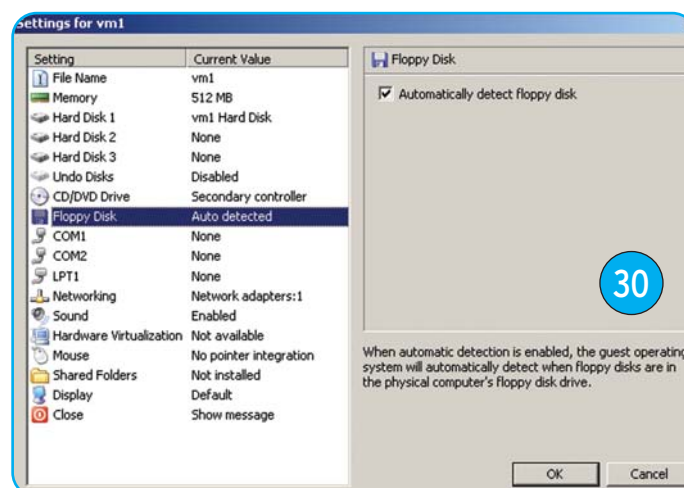 Settings for vm1
Setting Current Value
File Name vm1
Memory 512 MB
Hard Disk 1 vm1 Hard Disk
Hard Disk 2 None
Hard Disk 3 None
Undo Disks Disabled
CD/DVD Drive Secondary controller
Floppy Disk Auto detected
COM1 None
COM2 None
LPT1 None
Networking Network adapters:1
Sound Enabled
Hardware Virtualization Not available
Mouse No pointer integration
Shared Folders Not installed
Display Default
Close Show message
Floppy Disk
Automatically detect floppy disk
30
When automatic detection is enabled, the guest operating
system will automatically detect when floppy disks are in
the physical computer's floppy disk drive.
OK Cancel